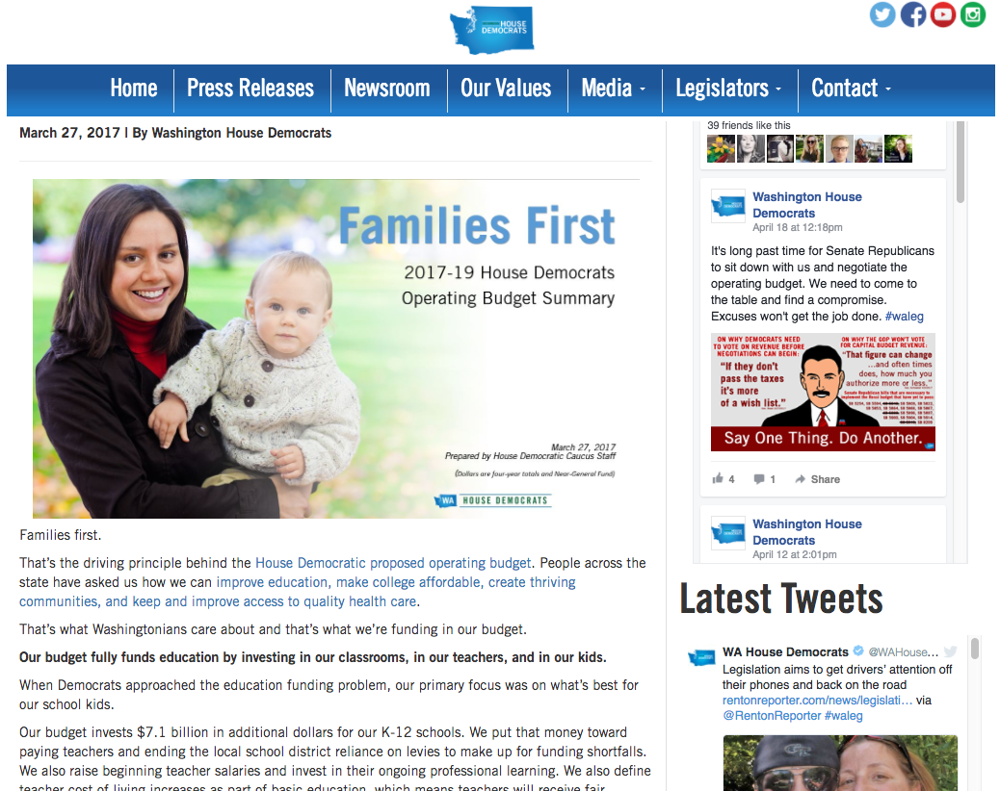 HOUSE
DEMOCRATS
Home
Press Releases
Newsroom
Our Values
Media
Legislators
Contact
March 27, 2017 | By Washington House Democrats
Families First
2017-19 House Democrats
Operating Budget Summary
March 27, 2017
Prepared by House Democratic Caucus Staff
(Dollars are four-year totals and Near-General Fund)
WA HOUSE DEMOCRATS
Families first.
That's the driving principle behind the House Democratic proposed operating budget. People across the
state have asked us how we can improve education, make college affordable, create thriving
communities, and keep and improve access to quality health care.
That's what Washingtonians care about and that's what we're funding in our budget.
Our budget fully funds education by investing in our classrooms, in our teachers, and in our kids.
When Democrats approached the education funding problem, our primary focus was on what's best for
our school kids.
Our budget invests $7.1 billion in additional dollars for our K-12 schools. We put that money toward
paying teachers and ending the local school district reliance on levies to make up for funding shortfalls.
We also raise beginning teacher salaries and invest in their ongoing professional learning. We also define
teacher cost of living increases as part of basic education, which means teachers will receive fair
39 friends like this
Washington House
Democrats
April 18 at 12:18pm
It's long past time for Senate Republicans
to sit down with us and negotiate the
operating budget. We need to come to
the table and find a compromise.
Excuses won't get the job done. #waleg
ON WHY DEMOCRATS NEED
TO VOTE ON REVENUE BEFORE
NEGOTIATIONS CAN BEGIN:
"If they don't
pass the taxes
it's more
of a wish list."
ON WHY THE GOP WON'T VOTE
FOR CAPITAL BUDGET REVENUE:
"That figure can change
...and often times
does, how much you
authorize more or less."
Say One Thing. Do Another.
4
1
Share
Washington House
Democrats
April 12 at 2:01pm
Latest Tweets
WA House Democrats @WAHouse...
Legislation aims to get drivers' attention off
their phones and back on the road
rentonreporter.com/news/legislati... via
@RentonReporter #waleg